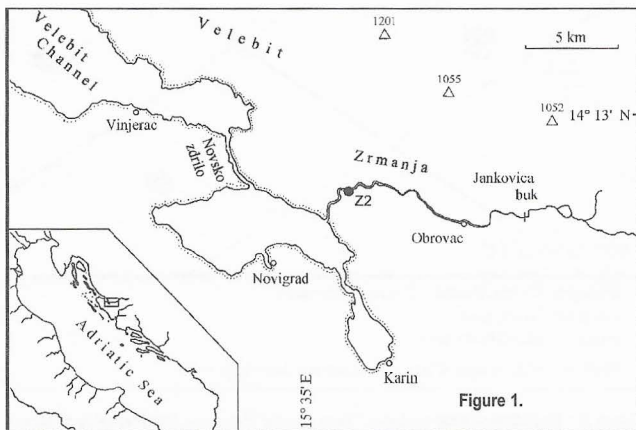 Velebit
1201
5 km
Velebit
Channel
1055
1052
14° 13' N
Vinjerac
Novsko
zdrilo
Zrmanja
Jankovica
buk
Z2
Obrovac
Novigrad
Adriatic Sea
Karin
15° 35' E
Figure 1.